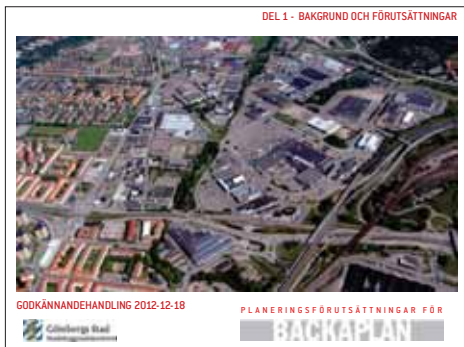 DEL 1 - BAKGRUND OCH FÖRUTSÄTTNINGAR
GODKÄNNANDEHANDLING 2012-12-18
PLANERINGSFÖRUTSÄTTNINGAR FÖR
BACKAPLAN
Göteborgs Stad